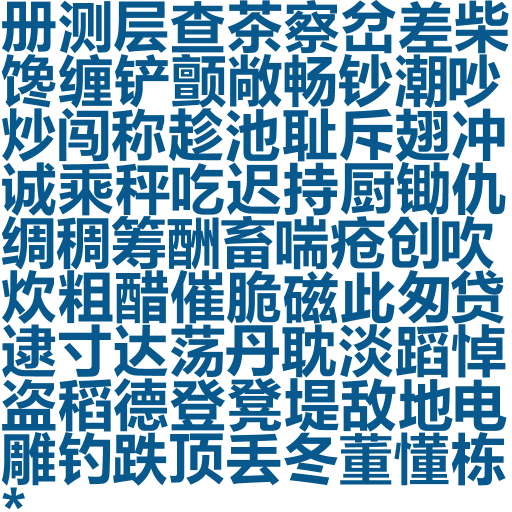 册测层查茶察岔差柴
馋缠铲颤敞畅钞潮吵
炒闯称趁池耻斥翅冲
诚乘秤吃迟持厨锄仇
绸稠筹酬畜喘疮创吹
炊粗醋催脆磁此匆贷
逮寸达荡丹耽淡蹈悼
盗稻德登凳堤敌地电
雕钓跌顶丢冬董懂栋
*